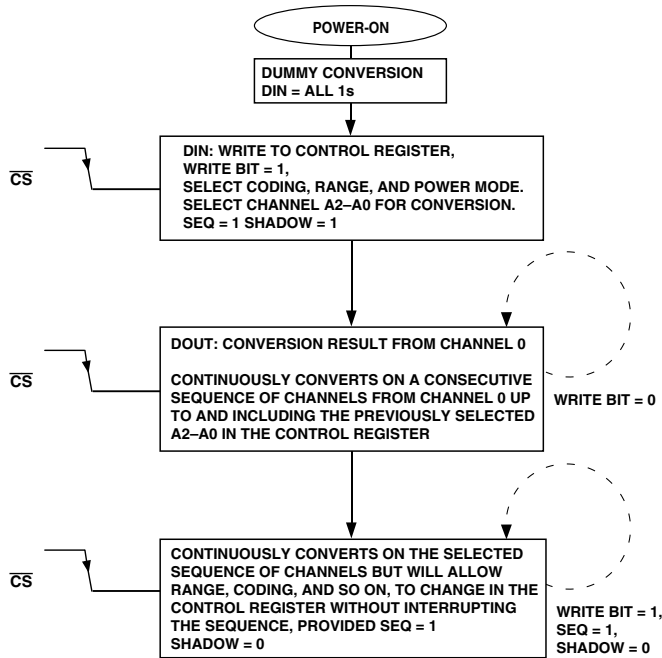 POWER-ON
DUMMY CONVERSION
DIN = ALL 1s
CS
DIN: WRITE TO CONTROL REGISTER,
WRITE BIT = 1,
SELECT CODING, RANGE, AND POWER MODE.
SELECT CHANNEL A2–A0 FOR CONVERSION.
SEQ = 1 SHADOW = 1
CS
DOUT: CONVERSION RESULT FROM CHANNEL 0
CONTINUOUSLY CONVERTS ON A CONSECUTIVE
SEQUENCE OF CHANNELS FROM CHANNEL 0 UP
TO AND INCLUDING THE PREVIOUSLY SELECTED
A2–A0 IN THE CONTROL REGISTER
WRITE BIT = 0
CS
CONTINUOUSLY CONVERTS ON THE SELECTED
SEQUENCE OF CHANNELS BUT WILL ALLOW
RANGE, CODING, AND SO ON, TO CHANGE IN THE
CONTROL REGISTER WITHOUT INTERRUPTING
THE SEQUENCE, PROVIDED SEQ = 1
SHADOW = 0
WRITE BIT = 1,
SEQ = 1,
SHADOW = 0